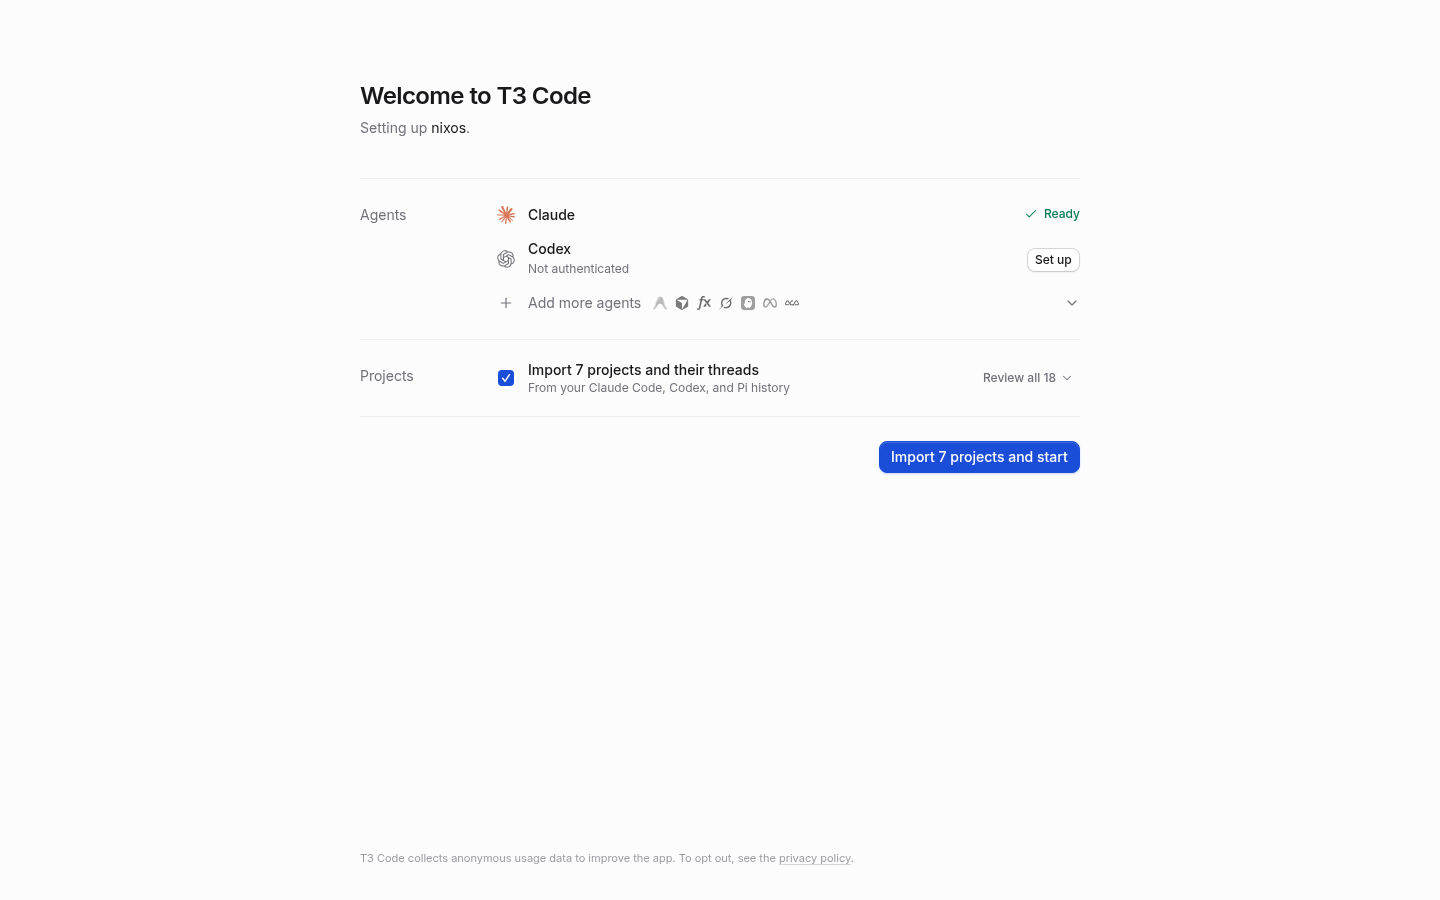 Welcome to T3 Code
Setting up nixos.
Agents
Claude
Ready
Codex
Not authenticated
Set up
Add more agents
Projects
Import 7 projects and their threads
From your Claude Code, Codex, and Pi history
Review all 18
Import 7 projects and start
T3 Code collects anonymous usage data to improve the app. To opt out, see the privacy policy.